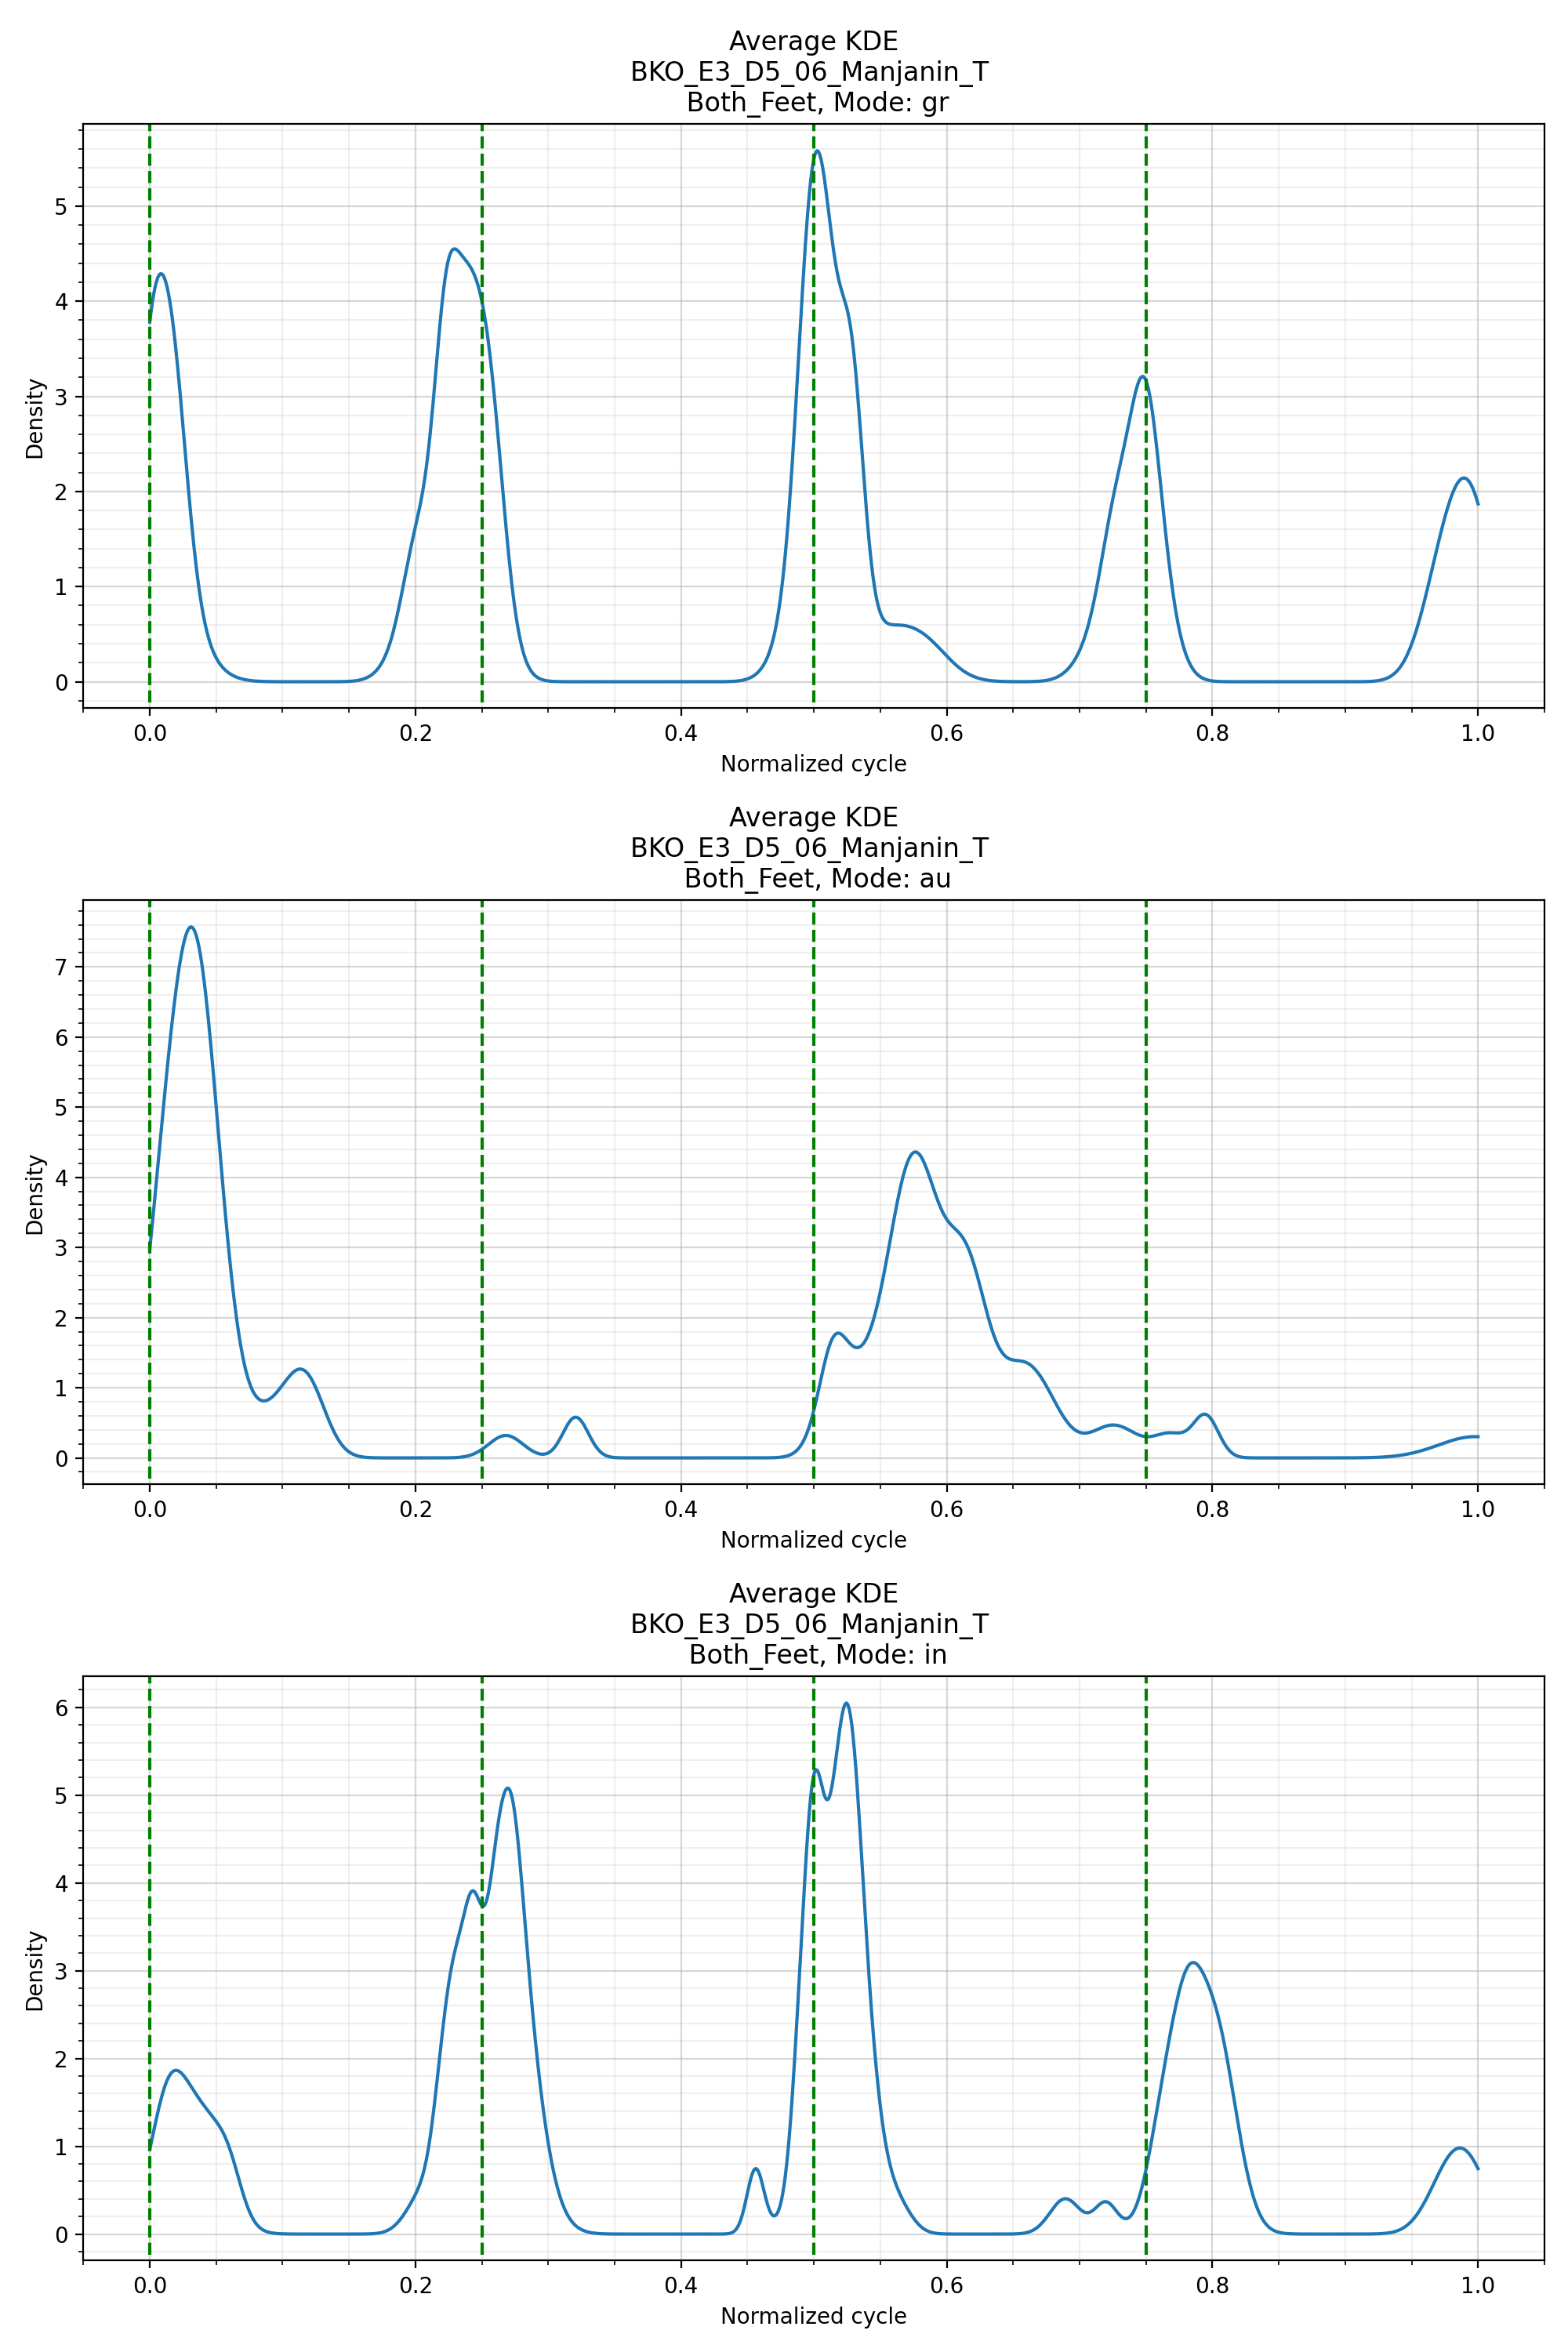 Average KDE
BKO_E3_D5_06_Manjanin_T
Both_Feet, Mode: gr
5
4
3
2
1
0
Density
0.0 0.2 0.4 0.6 0.8 1.0
Normalized cycle
Average KDE
BKO_E3_D5_06_Manjanin_T
Both_Feet, Mode: au
7
6
5
4
3
2
1
0
Density
0.0 0.2 0.4 0.6 0.8 1.0
Normalized cycle
Average KDE
BKO_E3_D5_06_Manjanin_T
Both_Feet, Mode: in
6
5
4
3
2
1
0
Density
0.0 0.2 0.4 0.6 0.8 1.0
Normalized cycle